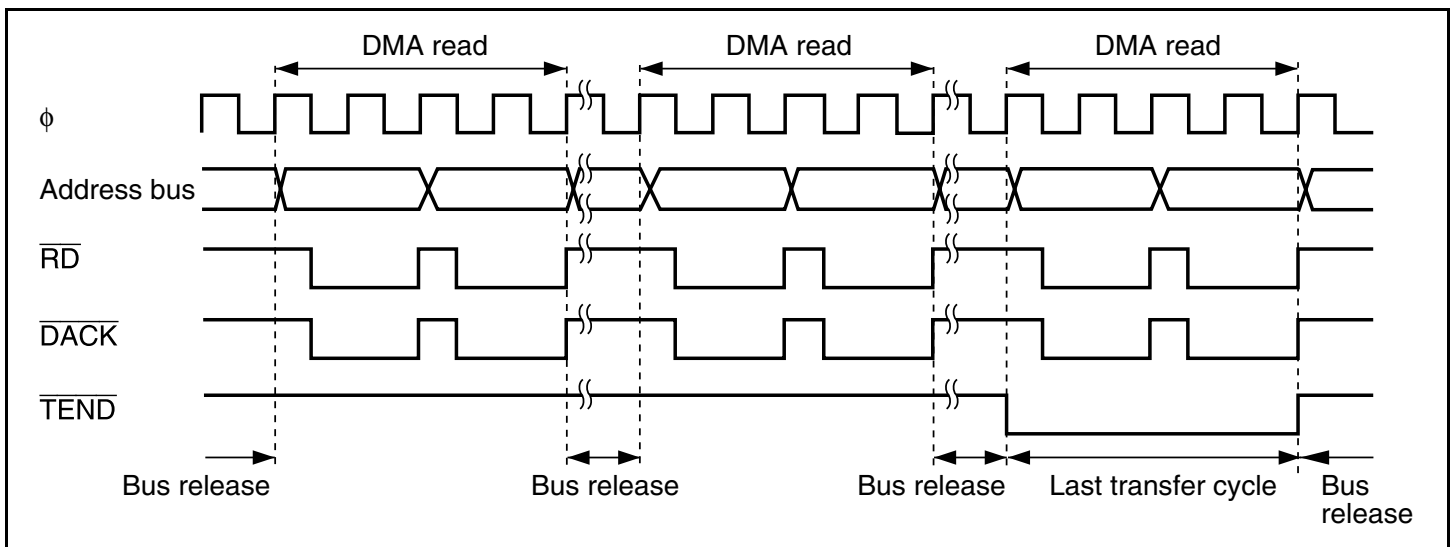 DMA read DMA read DMA read
ϕ
Address bus
RD
DACK
TEND
Bus release Bus release Bus release Last transfer cycle Bus release